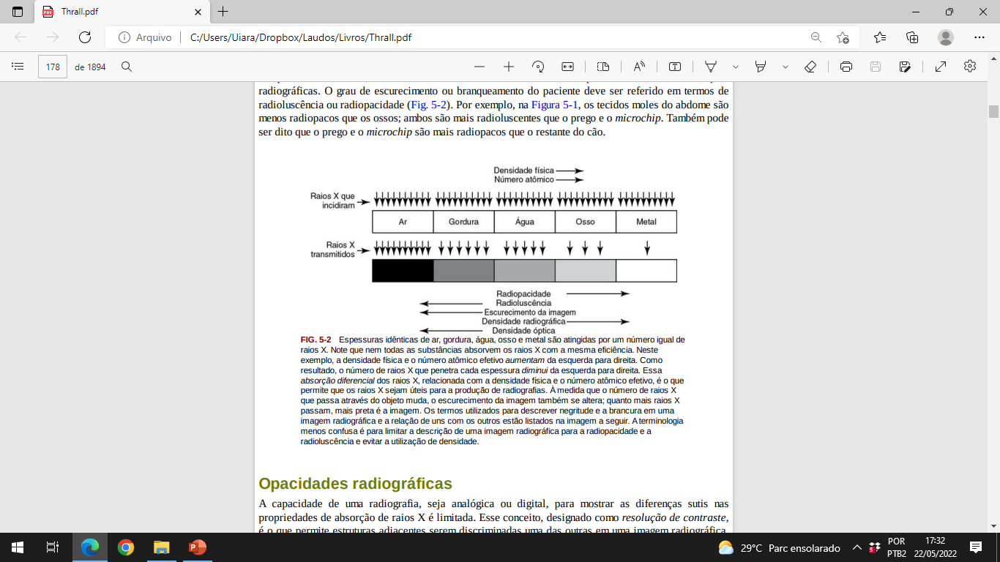 Thrall.pdf
Arquivo
C:/Users/Uiara/Dropbox/Laudos/Livros/Thrall.pdf
178 de 1894
radiográficas. O grau de escurecimento ou branqueamento do paciente deve ser referido em termos de
radioluscência ou radiopacidade (Fig. 5-2). Por exemplo, na Figura 5-1, os tecidos moles do abdome são
menos radiopacos que os ossos; ambos são mais radioluscentes que o prego e o microchip. Também pode
ser dito que o prego e o microchip são mais radiopacos que o restante do cão.
Densidade física
Número atômico
Raios X que
incidiram
Ar Gordura Água Osso Metal
Raios X
transmitidos
Radiopacidade
Radioluscência
Escurecimento da imagem
Densidade radiográfica
Densidade óptica
FIG. 5-2 Espessuras idênticas de ar, gordura, água, osso e metal são atingidas por um número igual de
raios X. Note que nem todas as substâncias absorvem os raios X com a mesma eficiência. Neste
exemplo, a densidade física e o número atômico efetivo aumentam da esquerda para direita. Como
resultado, o número de raios X que penetra cada espessura diminui da esquerda para direita. Essa
absorção diferencial dos raios X, relacionada com a densidade física e o número atômico efetivo, é o que
permite que os raios X sejam úteis para a produção de radiografias. À medida que o número de raios X
que passa através do objeto muda, o escurecimento da imagem também se altera; quanto mais raios X
passam, mais preta é a imagem. Os termos utilizados para descrever negritude e a brancura em uma
imagem radiográfica e a relação de uns com os outros estão listados na imagem a seguir. A terminologia
menos confusa é para limitar a descrição de uma imagem radiográfica para a radiopacidade e a
radioluscência e evitar a utilização de densidade.
Opacidades radiográficas
A capacidade de uma radiografia, seja analógica ou digital, para mostrar as diferenças sutis nas
propriedades de absorção de raios X é limitada. Esse conceito, designado como resolução de contraste,
é o que permite estruturas adjacentes serem discriminadas uma das outras em uma imagem radiográfica.
29°C Parc ensolarado
POR
PTB2
17:32
22/05/2022